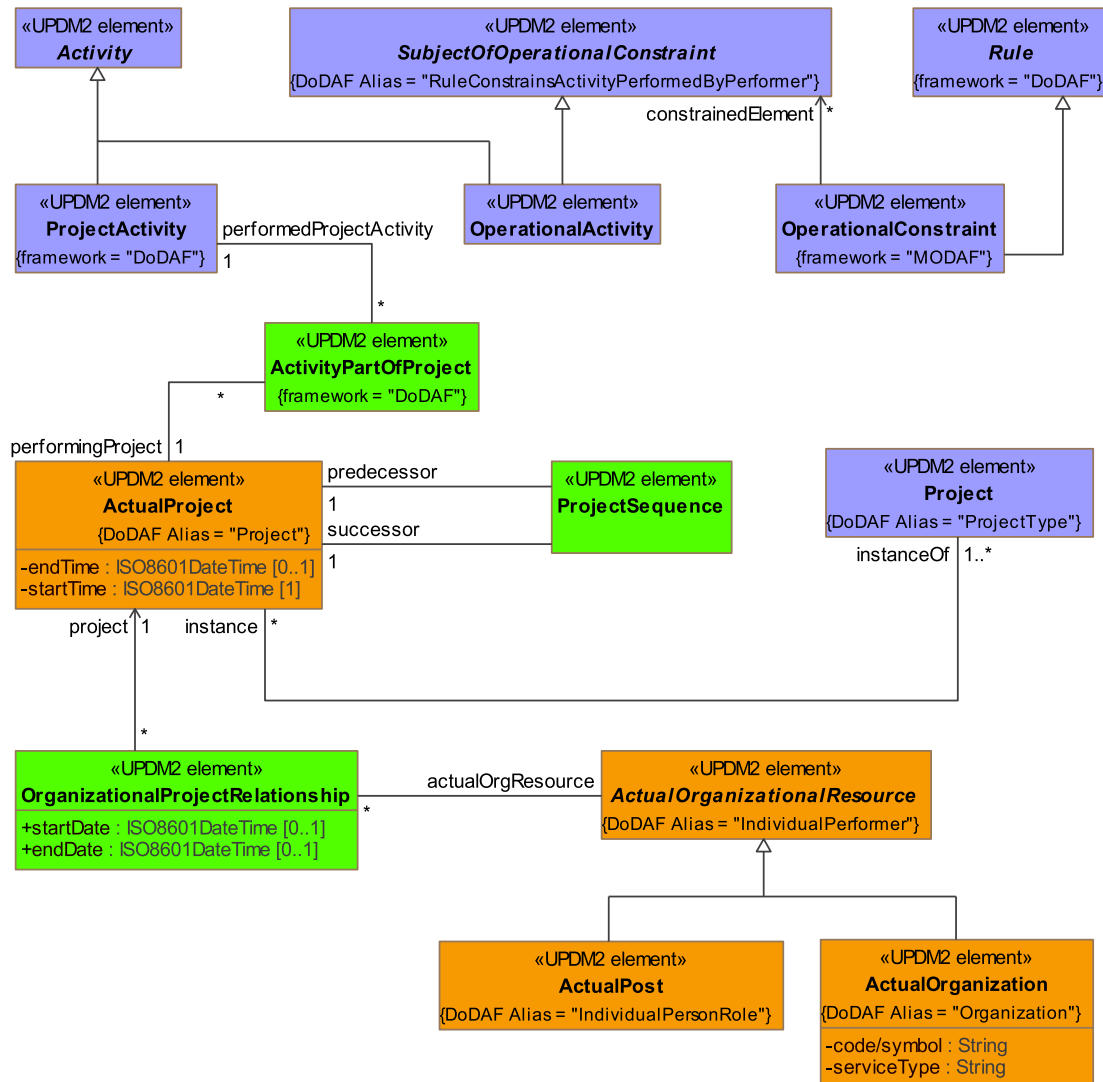 «UPDM2 element»
Activity
«UPDM2 element»
SubjectOfOperationalConstraint
{DoDAF Alias = "RuleConstrainsActivityPerformedByPerformer"}
«UPDM2 element»
Rule
{framework = "DoDAF"}
constrainedElement
*
«UPDM2 element»
ProjectActivity
{framework = "DoDAF"}
«UPDM2 element»
OperationalActivity
«UPDM2 element»
OperationalConstraint
{framework = "MODAF"}
performedProjectActivity
1
*
«UPDM2 element»
ActivityPartOfProject
{framework = "DoDAF"}
*
performingProject
1
«UPDM2 element»
ActualProject
{DoDAF Alias = "Project"}
-endTime : ISO8601DateTime [0..1]
-startTime : ISO8601DateTime [1]
predecessor
1
successor
1
«UPDM2 element»
ProjectSequence
«UPDM2 element»
Project
{DoDAF Alias = "ProjectType"}
instanceOf
1..*
project
1
instance
*
*
«UPDM2 element»
OrganizationalProjectRelationship
+startDate : ISO8601DateTime [0..1]
+endDate : ISO8601DateTime [0..1]
actualOrgResource
*
«UPDM2 element»
ActualOrganizationalResource
{DoDAF Alias = "IndividualPerformer"}
«UPDM2 element»
ActualPost
{DoDAF Alias = "IndividualPersonRole"}
«UPDM2 element»
ActualOrganization
{DoDAF Alias = "Organization"}
-code/symbol : String
-serviceType : String